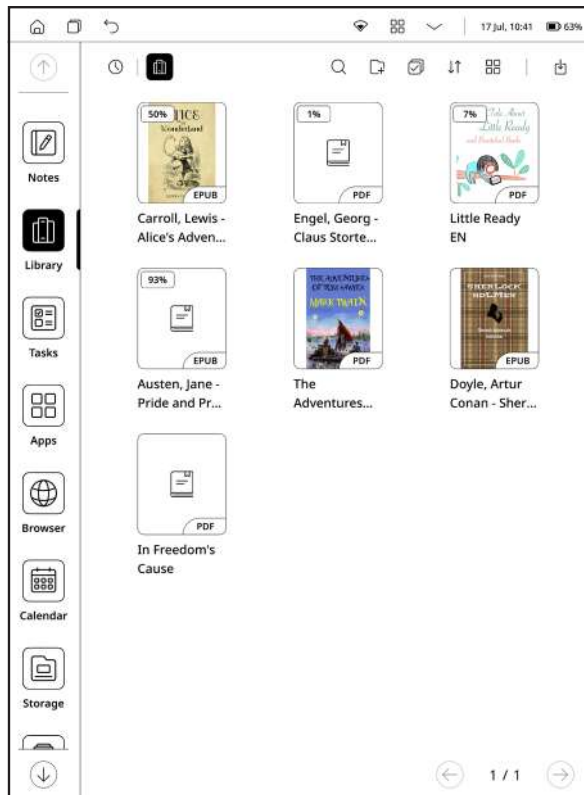 17 Jul, 10:41
63%
Notes
Library
Tasks
Apps
Browser
Calendar
Storage
50%
ALICE
Wonderland
EPUB
Carroll, Lewis -
Alice's Adven...
1%
PDF
Engel, Georg -
Claus Storte...
7%
Tale About
Little Ready
PDF
Little Ready
EN
93%
EPUB
Austen, Jane -
Pride and Pr...
THE ADVENTURES
OF TOM SAWYER
MARK TWAIN
PDF
The
Adventures...
SHERLOCK
HOLMES
EPUB
Doyle, Artur
Conan - Sher...
PDF
In Freedom's
Cause
1 / 1